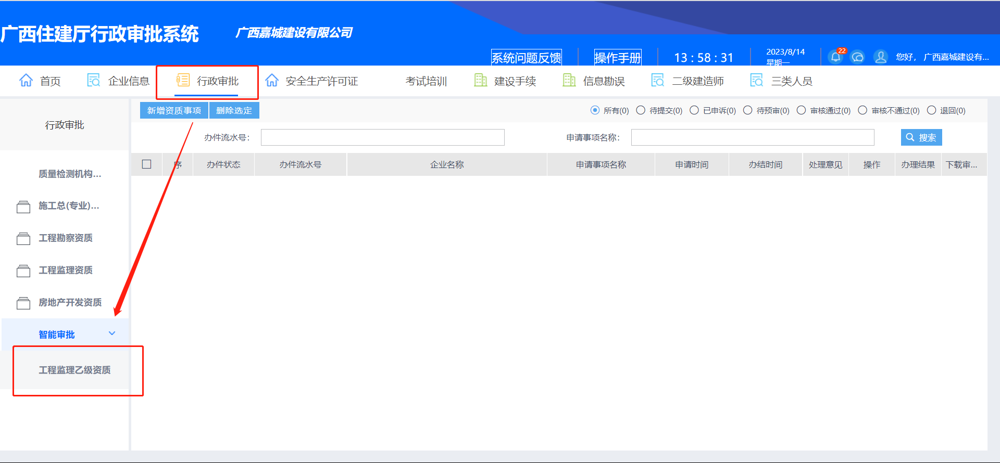 广西住建厅行政审批系统
广西嘉城建设有限公司
系统问题反馈
操作手册
13:58:31
2023/8/14
星期一
22
您好， 广西嘉城建设有...
首页
企业信息
行政审批
安全生产许可证
考试培训
建设手续
信息勘误
二级建造师
三类人员
行政审批
质量检测机构...
施工总(专业)...
工程勘察资质
工程监理资质
房地产开发资质
智能审批
工程监理乙级资质
新增资质事项
删除选定
所有(0)
待提交(0)
已申诉(0)
待预审(0)
审核通过(0)
审核不通过(0)
退回(0)
办件流水号：
申请事项名称：
搜索
序
办件状态
办件流水号
企业名称
申请事项名称
申请时间
办结时间
处理意见
操作
办理结果
下载审...